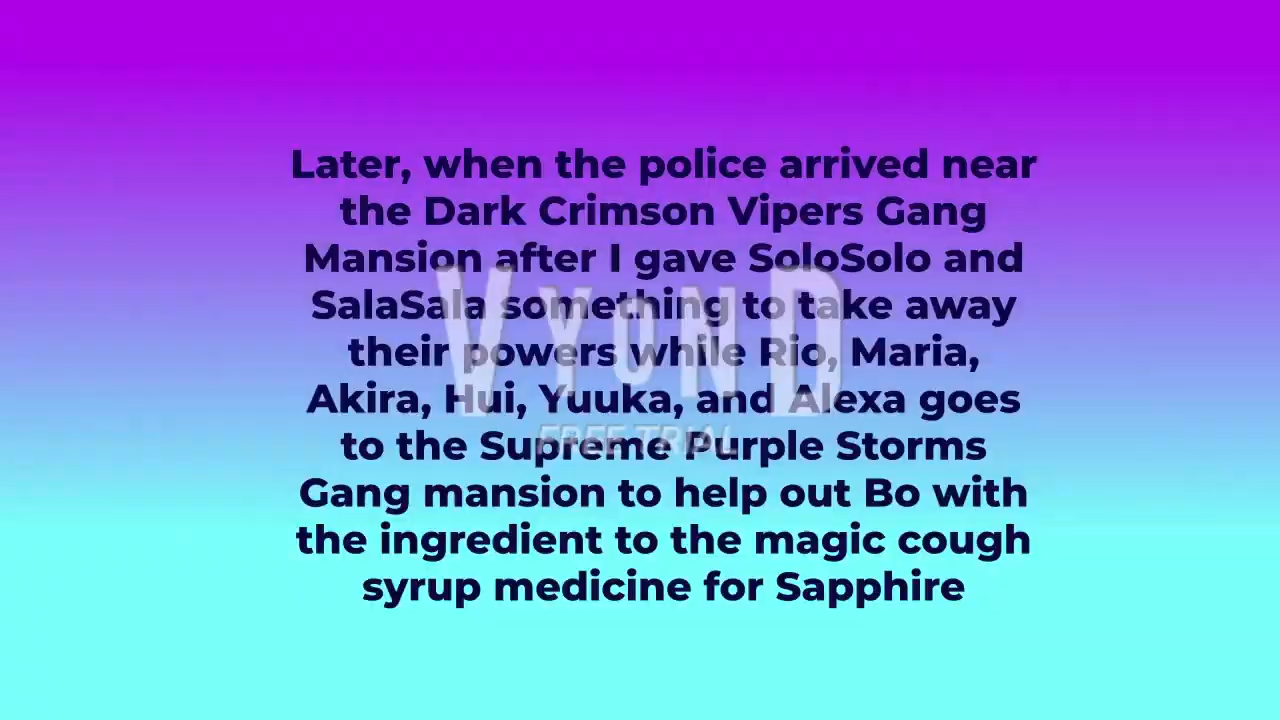 Later, when the police arrived near
the Dark Crimson Vipers Gang
Mansion after I gave SoloSolo and
SalaSala something to take away
their powers while Rio, Maria,
Akira, Hui, Yuuka, and Alexa goes
to the Supreme Purple Storms
Gang mansion to help out Bo with
the ingredient to the magic cough
syrup medicine for Sapphire
VYOND
FREE TRIAL